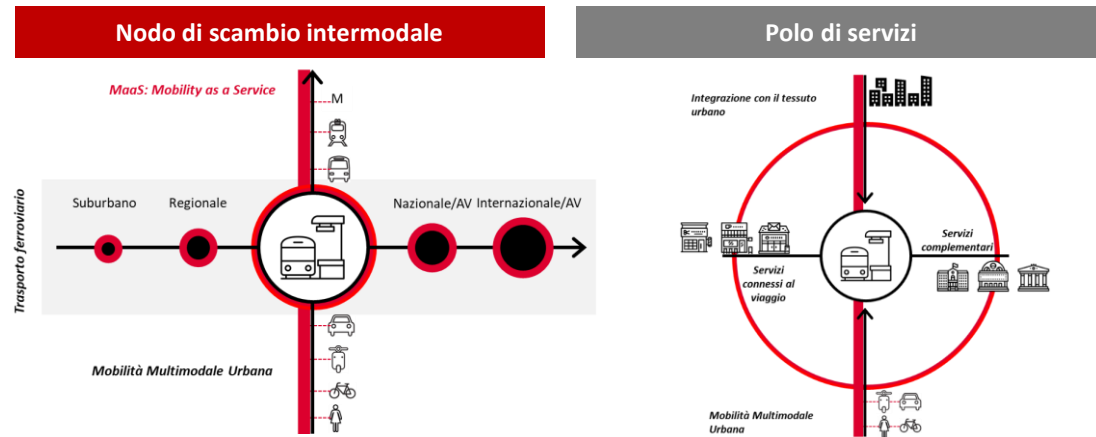 Nodo di scambio intermodale
MaaS: Mobility as a Service
M
Trasporto ferroviario
Suburbano
Regionale
Nazionale/AV
Internazionale/AV
Mobilità Multimodale Urbana
Polo di servizi
Integrazione con il tessuto
urbano
Servizi
complementari
Servizi
connessi al
viaggio
Mobilità Multimodale
Urbana